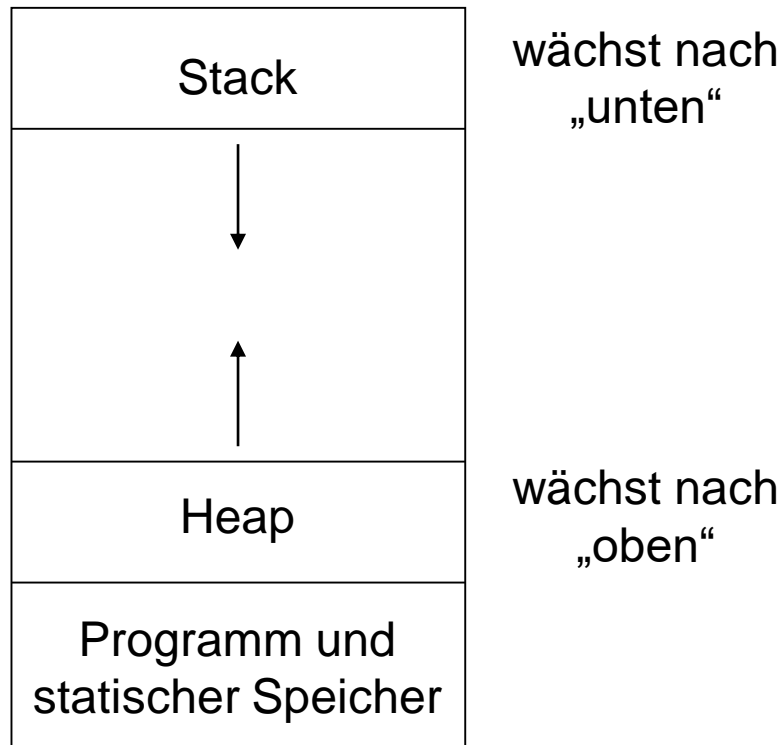 Stack
wächst nach
„unten“
Heap
wächst nach
„oben“
Programm und
statischer Speicher